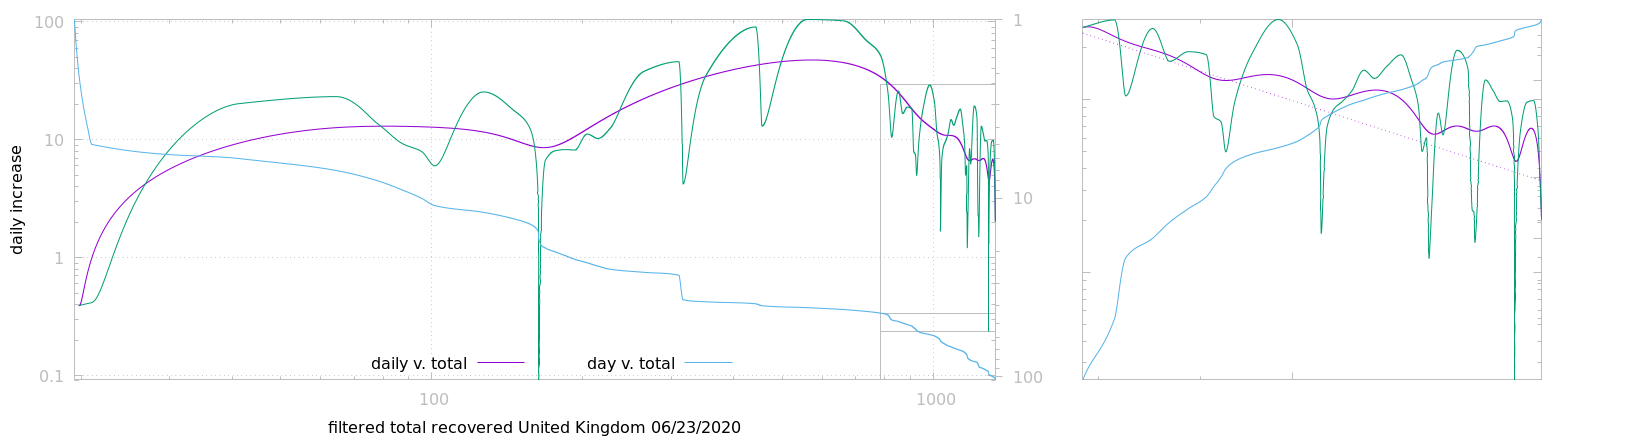 100
10
1
0.1
daily increase
1
10
100
daily v. total
day v. total
100
1000
filtered total recovered United Kingdom 06/23/2020